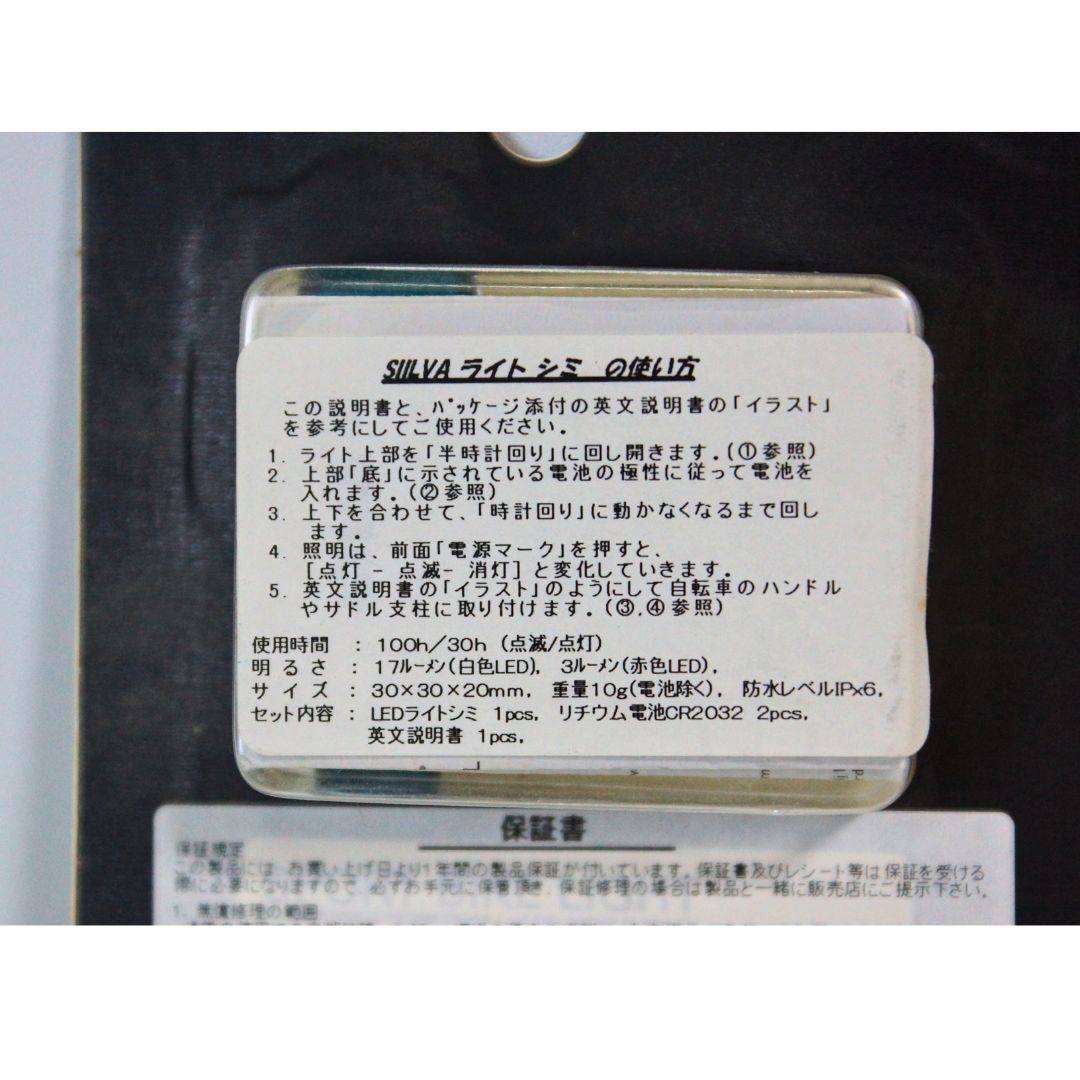 SIILVA ライト シミ の使い方
この説明書と、パッケージ添付の英文説明書の「イラスト」
を参考にしてご使用ください。
1. ライト上部を「半時計回り」に回し開きます。(①参照)
2. 上部「底」に示されている電池の極性に従って電池を
入れます。(②参照)
3. 上下を合わせて、「時計回り」に動かなくなるまで回し
ます。
4. 照明は、前面「電源マーク」を押すと、
[点灯 - 点滅- 消灯] と変化していきます。
5. 英文説明書の「イラスト」のようにして自転車のハンドル
やサドル支柱に取り付けます。(③,④参照)
使用時間 : 100h/30h (点滅/点灯)
明るさ : 17ルーメン(白色LED), 3ルーメン(赤色LED),
サイズ : 30×30×20mm, 重量10g(電池除く), 防水レベルIPx6,
セット内容 : LEDライトシミ 1pcs, リチウム電池CR2032 2pcs,
英文説明書 1pcs,
保証書
保証規定
この製品には、お買い上げ日より1年間の製品保証が付いています。保証書及びレシート等は保証を受ける
際に必要になりますので、必ずお手元に保管頂き、保証修理の場合は製品と一緒に販売店にご提示下さい。
1. 無償修理の範囲